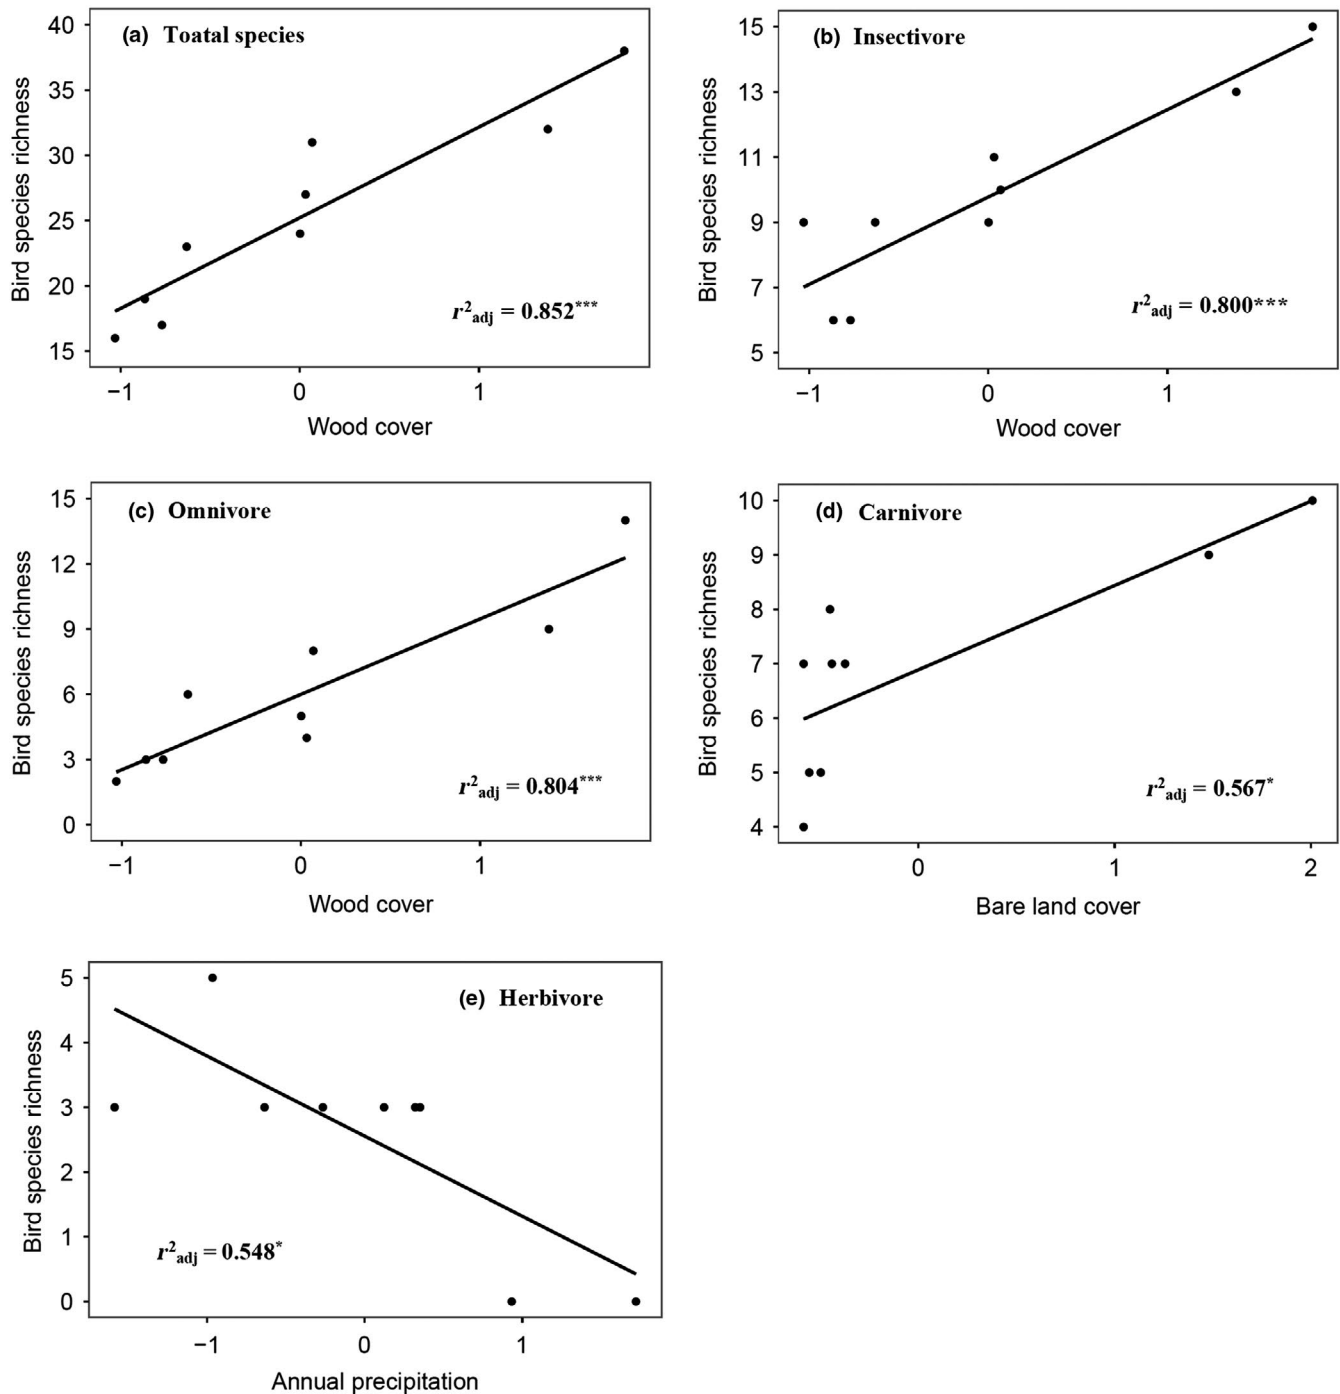 (a) Toatal species
Bird species richness
40
35
30
25
20
15
r²adj = 0.852***
−1 0 1
Wood cover
(b) Insectivore
Bird species richness
15
13
11
9
7
5
r²adj = 0.800***
−1 0 1
Wood cover
(c) Omnivore
Bird species richness
15
12
9
6
3
0
r²adj = 0.804***
−1 0 1
Wood cover
(d) Carnivore
Bird species richness
10
9
8
7
6
5
4
r²adj = 0.567*
0 1 2
Bare land cover
(e) Herbivore
Bird species richness
5
4
3
2
1
0
r²adj = 0.548*
−1 0 1
Annual precipitation